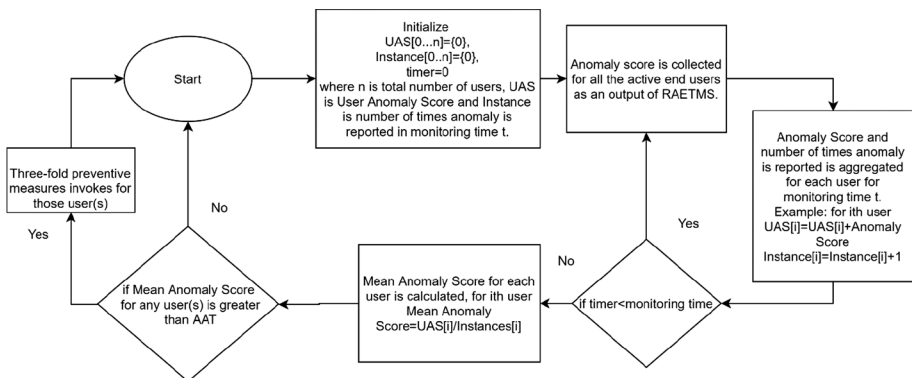 Start
Initialize
UAS[0...n]={0},
Instance[0..n]={0},
timer=0
where n is total number of users, UAS
is User Anomaly Score and Instance
is number of times anomaly is
reported in monitoring time t.
Anomaly score is collected
for all the active end users
as an output of RAETMS.
Anomaly Score and
number of times anomaly
is reported is aggregated
for each user for
monitoring time t.
Example: for ith user
UAS[i]=UAS[i]+Anomaly
Score
Instance[i]=Instance[i]+1
if timer<monitoring time
Yes
No
Mean Anomaly Score for each
user is calculated, for ith user
Mean Anomaly
Score=UAS[i]/Instances[i]
if Mean Anomaly Score
for any user(s) is greater
than AAT
No
Yes
Three-fold preventive
measures invokes for
those user(s)